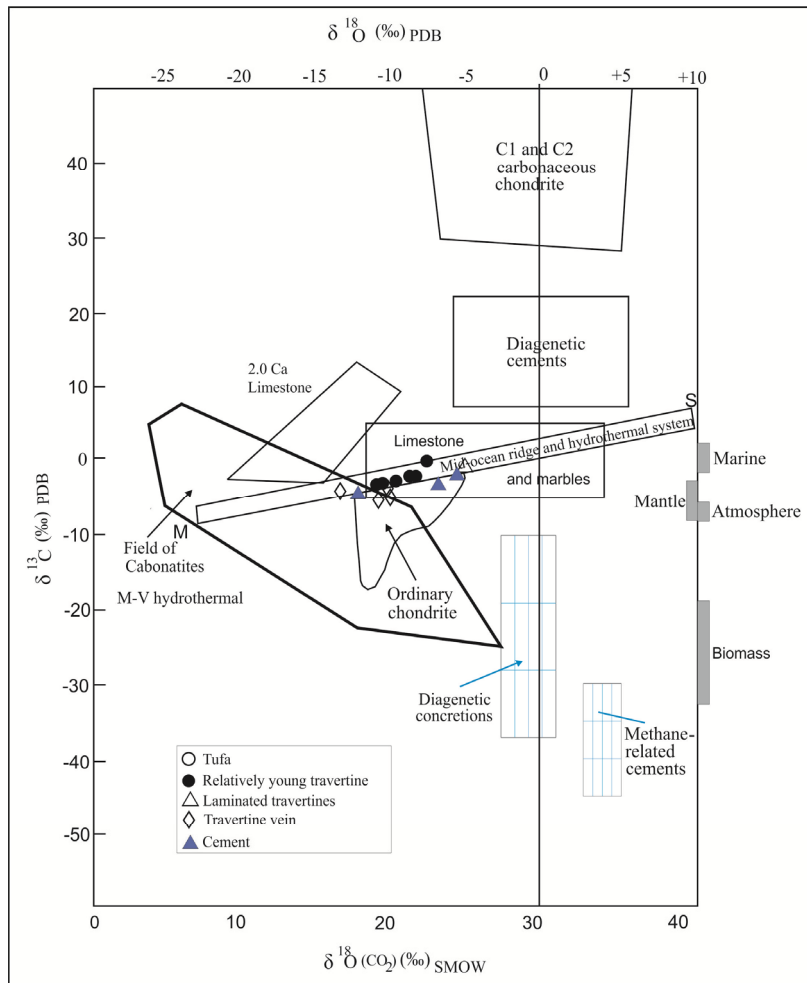 δ 18O (‰) PDB
-25 -20 -15 -10 -5 0 +5 +10
C1 and C2
carbonaceous
chondrite
40
30
20
10
0
-10
-20
-30
-40
-50
δ 13C (‰) PDB
Diagenetic
cements
2.0 Ca
Limestone
S
Limestone
Mid-ocean ridge and hydrothermal system
and marbles
Marine
Mantle
Atmosphere
M
Field of
Cabonatites
M-V hydrothermal
Ordinary
chondrite
Biomass
Diagenetic
concretions
Methane-
related
cements
Tufa
Relatively young travertine
Laminated travertines
Travertine vein
Cement
0 10 20 30 40
δ 18O (CO2) (‰) SMOW